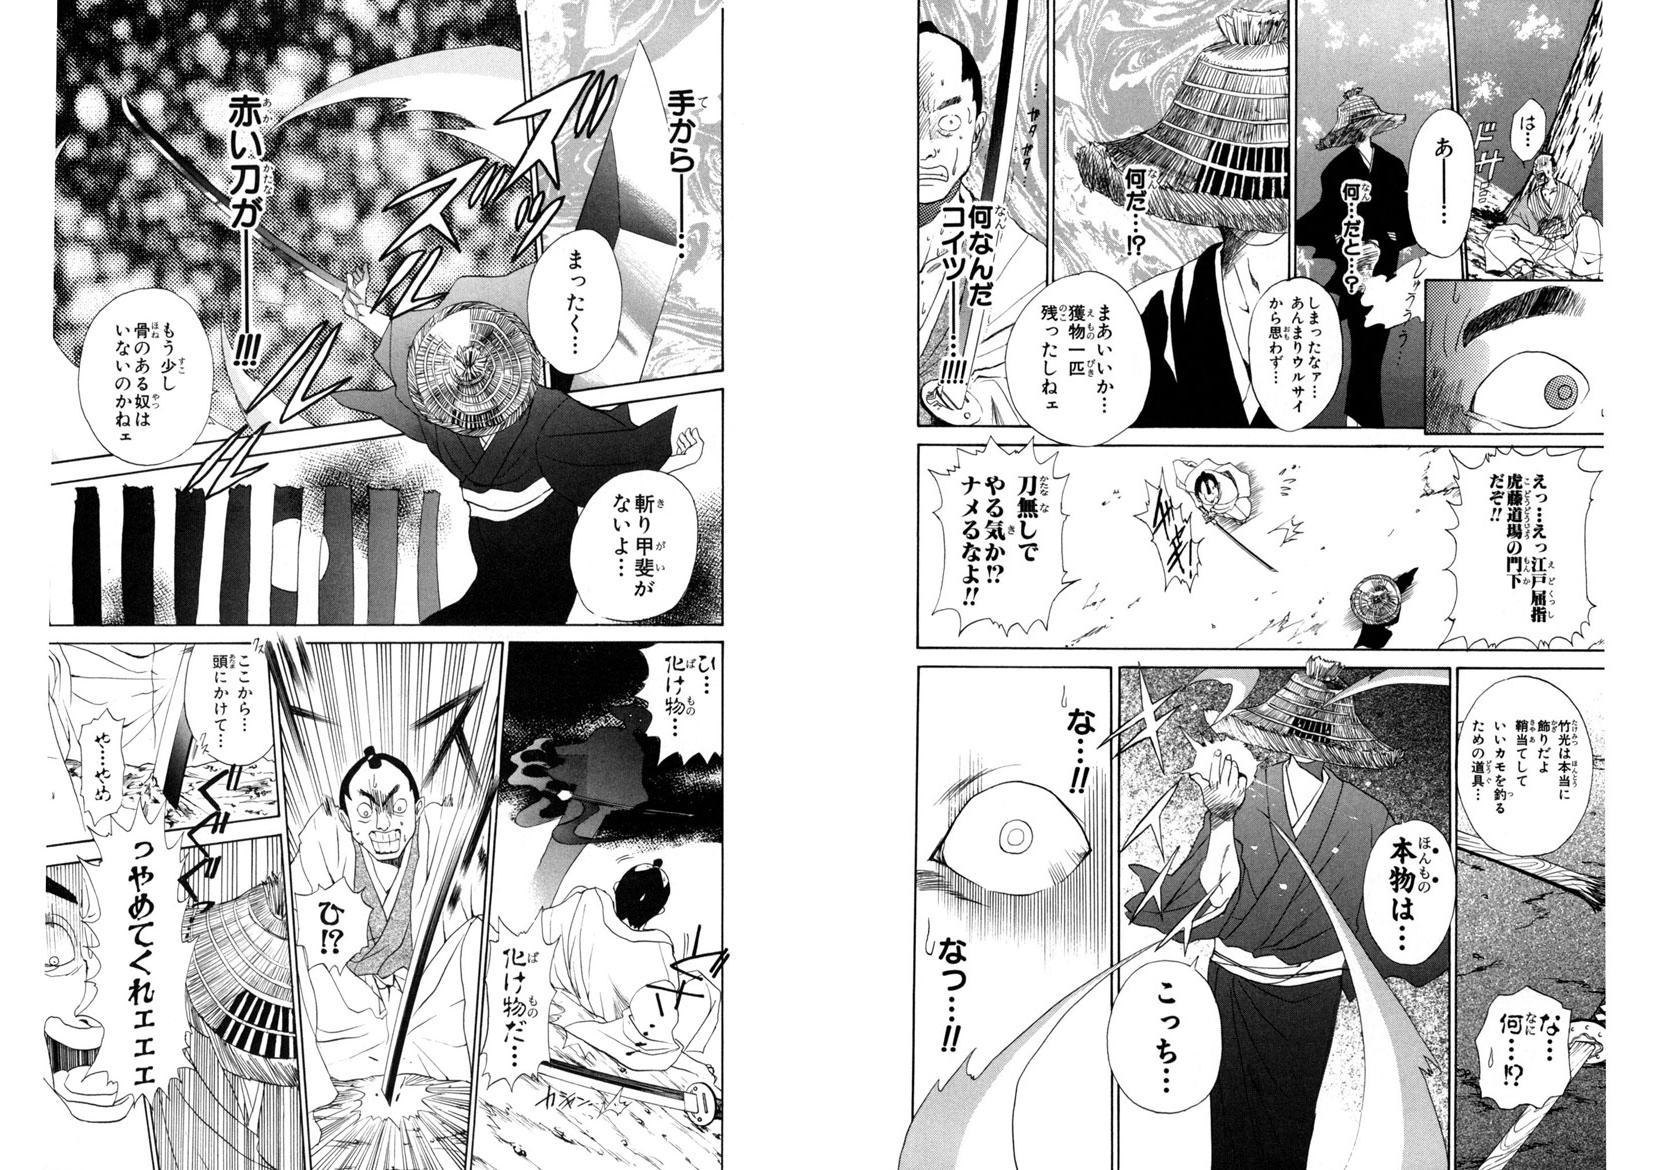 は…
ドサ…
あ———…
何…だと…?
しまったなァ…
あんまりウルサイ
から思わず…
何だ…!?
まあいいか…
獲物一匹
残ったしねェ
何なんだ
コイツ———…!!!!
えっ…えっ江戸屈指
虎藤道場の門下
だぞ!!
ザザ!
刀無しで
やる気か!?
ナメるなよ!!
竹光は本当に
飾りだよ
鞘当てして
いいカモを釣る
ための道具…
な…
何…!?
本物は…
こっち…
な…!!
なっ…!!
手から———…
ズズズ
赤い刀が———!!!
まったく…
もう少し
骨のある奴は
いないのかねェ
斬り甲斐が
ないよ…
ひ…
化け物…
化け物だ…
ひ!?
ここから…
頭にかけて…
や…やめ
っやめてくれェェェ